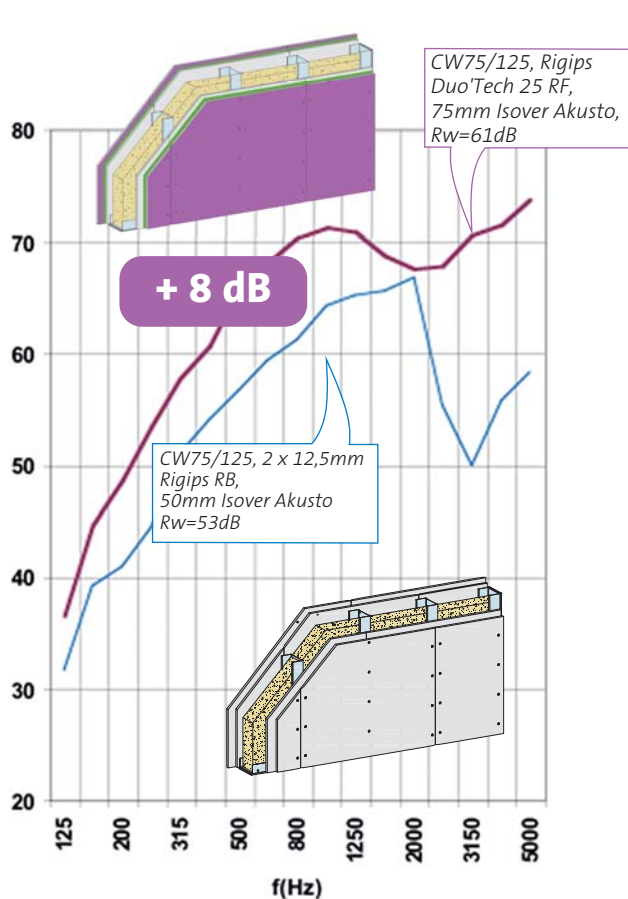 CW75/125, Rigips
Duo'Tech 25 RF,
75mm Isover Akusto,
Rw=61dB
80
70
+ 8 dB
60
CW75/125, 2 x 12,5mm
Rigips RB,
50mm Isover Akusto
Rw=53dB
50
40
30
20
125
200
315
500
800
1250
2000
3150
5000
f(Hz)